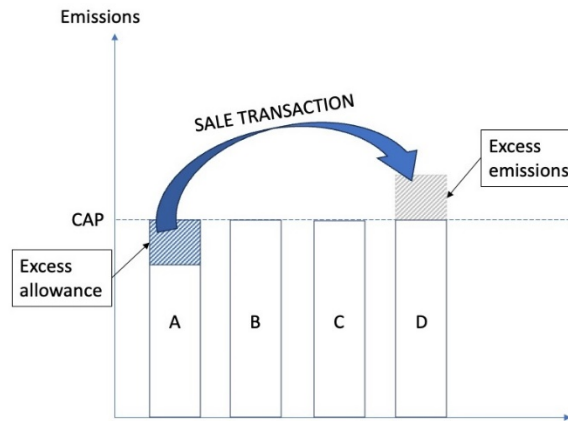 Emissions
SALE TRANSACTION
Excess
emissions
CAP
Excess
allowance
A
B
C
D